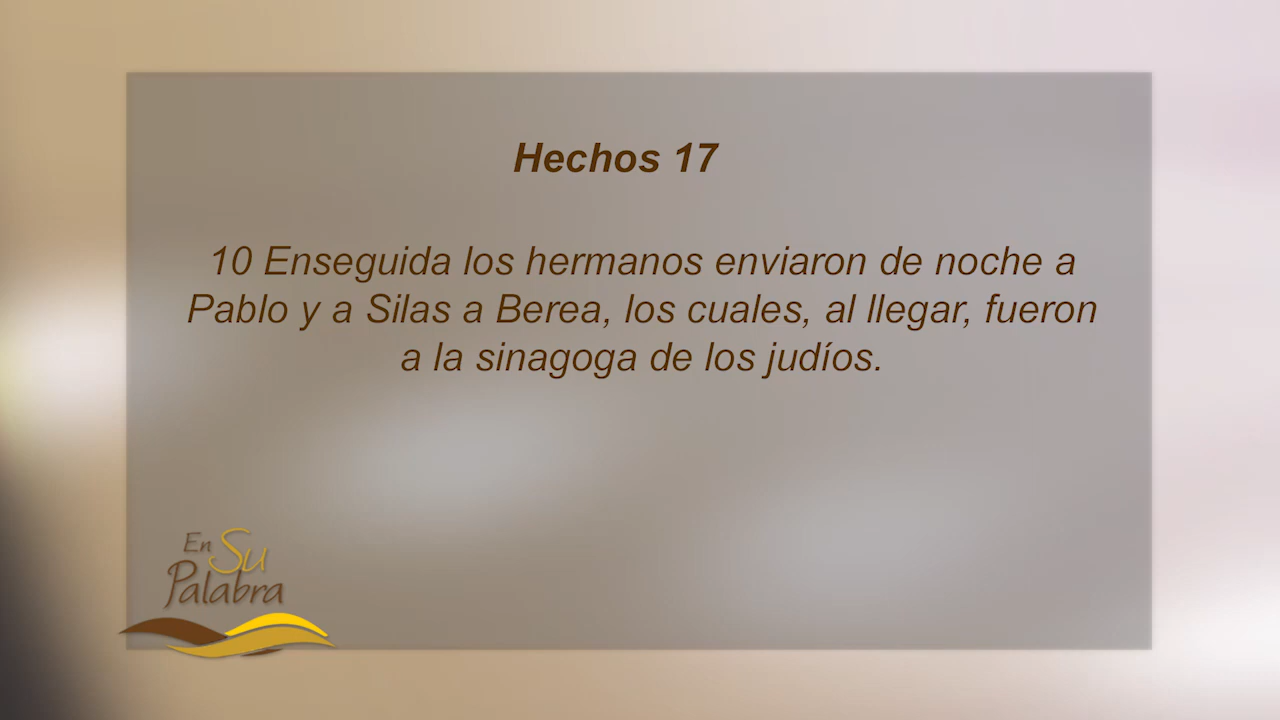 Hechos 17
10 Enseguida los hermanos enviaron de noche a
Pablo y a Silas a Berea, los cuales, al llegar, fueron
a la sinagoga de los judíos.
En Su
Palabra